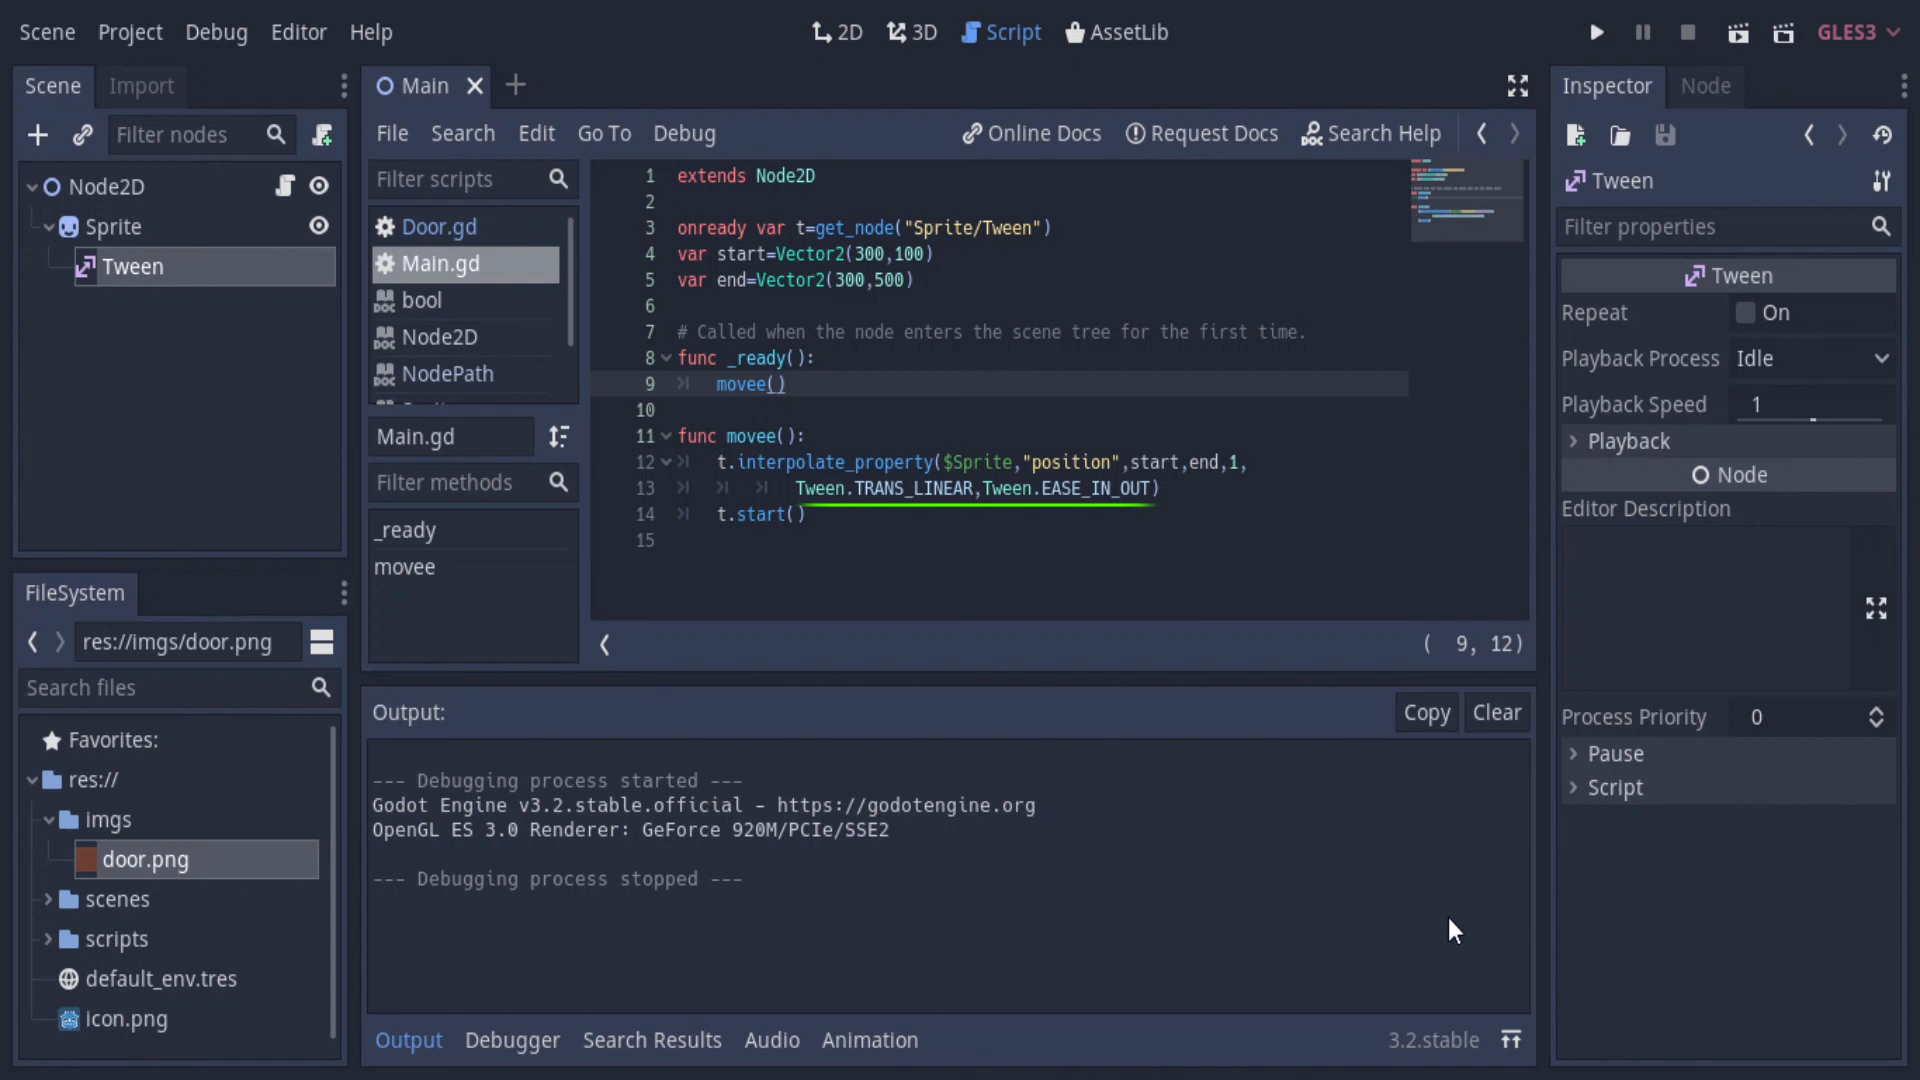 Scene Project Debug Editor Help
2D 3D Script AssetLib
GLES3
Scene Import
Filter nodes
Node2D
Sprite
Tween
FileSystem
res://imgs/door.png
Search files
Favorites:
res://
imgs
door.png
scenes
scripts
default_env.tres
icon.png
Main
File Search Edit Go To Debug
Online Docs Request Docs Search Help
Filter scripts
Door.gd
Main.gd
bool
Node2D
NodePath
Main.gd
Filter methods
_ready
movee
1 extends Node2D
2
3 onready var t=get_node("Sprite/Tween")
4 var start=Vector2(300,100)
5 var end=Vector2(300,500)
6
7 # Called when the node enters the scene tree for the first time.
8 func _ready():
9 movee()
10
11 func movee():
12 t.interpolate_property($Sprite,"position",start,end,1,
13 Tween.TRANS_LINEAR,Tween.EASE_IN_OUT)
14 t.start()
15
( 9, 12)
Output:
Copy Clear
--- Debugging process started ---
Godot Engine v3.2.stable.official - https://godotengine.org
OpenGL ES 3.0 Renderer: GeForce 920M/PCIe/SSE2
--- Debugging process stopped ---
Output Debugger Search Results Audio Animation
3.2.stable
Inspector Node
Tween
Filter properties
Tween
Repeat On
Playback Process Idle
Playback Speed 1
Playback
Node
Editor Description
Process Priority 0
Pause
Script